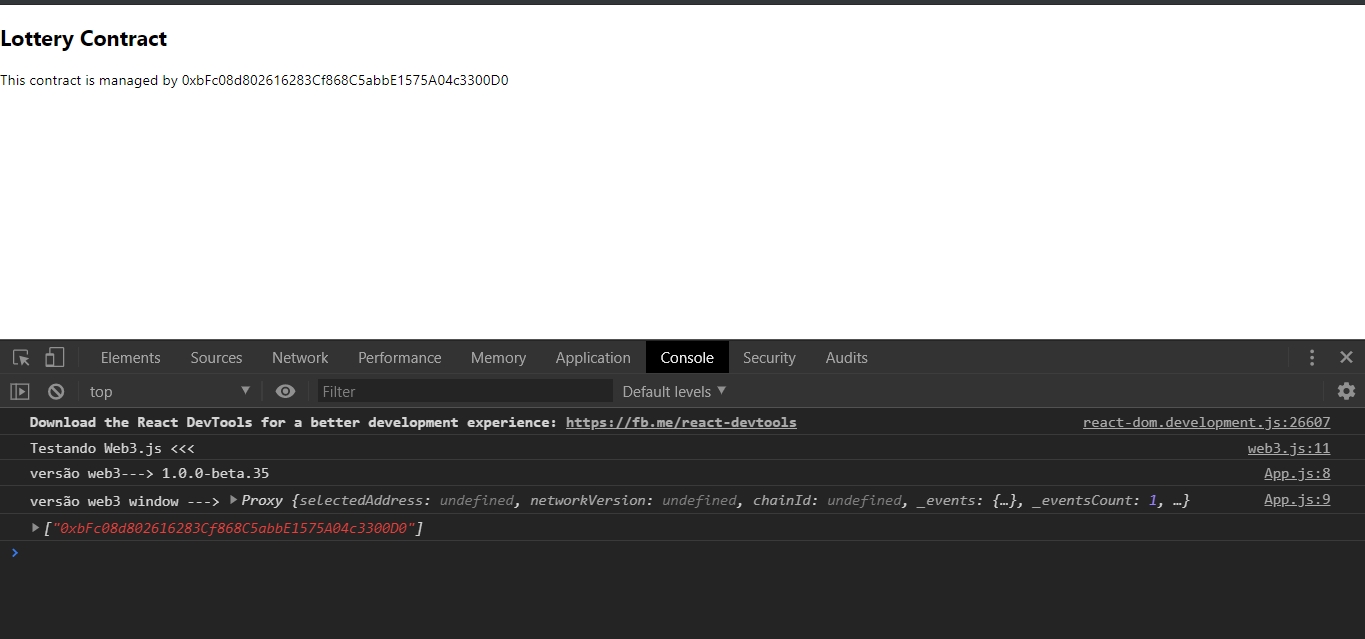 Lottery Contract
This contract is managed by 0xbFc08d802616283Cf868C5abbE1575A04c3300D0
Elements Sources Network Performance Memory Application Console Security Audits
top Filter Default levels
Download the React DevTools for a better development experience: https://fb.me/react-devtools react-dom.development.js:26607
Testando Web3.js <<< web3.js:11
versão web3---> 1.0.0-beta.35 App.js:8
versão web3 window ---> Proxy {selectedAddress: undefined, networkVersion: undefined, chainId: undefined, _events: {…}, _eventsCount: 1, …} App.js:9
["0xbFc08d802616283Cf868C5abbE1575A04c3300D0"]